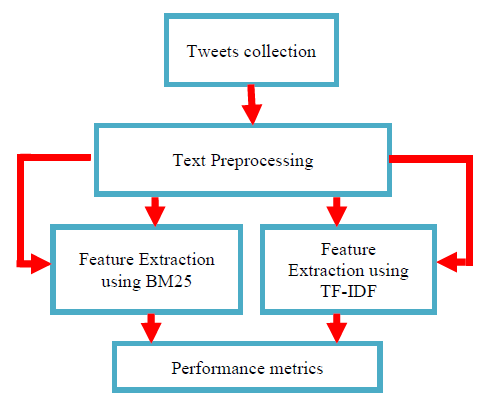 Tweets collection
Text Preprocessing
Feature Extraction
using BM25
Feature
Extraction using
TF-IDF
Performance metrics